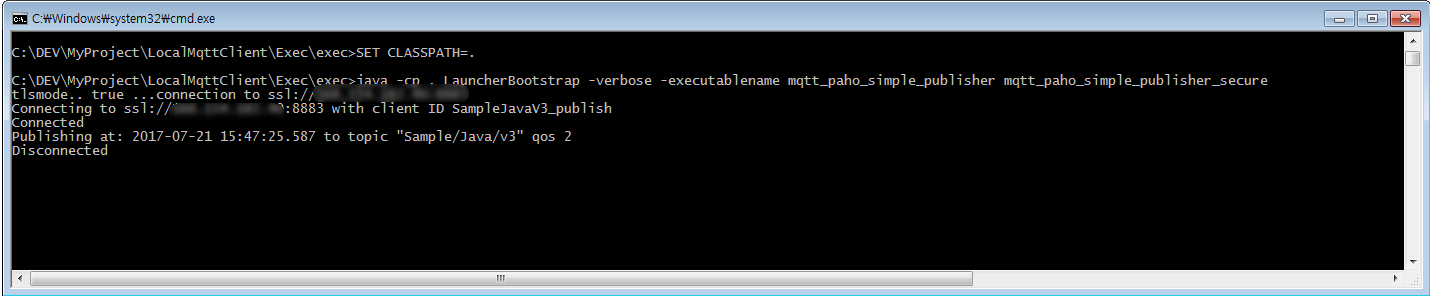 C:₩Windows₩system32₩cmd.exe
C:\DEV\MyProject\LocalMqttClient\Exec\exec>SET CLASSPATH=.
C:\DEV\MyProject\LocalMqttClient\Exec\exec>java -cp . LauncherBootstrap -verbose -executablename mqtt_paho_simple_publisher mqtt_paho_simple_publisher_secure
tlsmode.. true ...connection to ssl://
Connecting to ssl:// :8883 with client ID SampleJavaV3_publish
Connected
Publishing at: 2017-07-21 15:47:25.587 to topic "Sample/Java/v3" qos 2
Disconnected